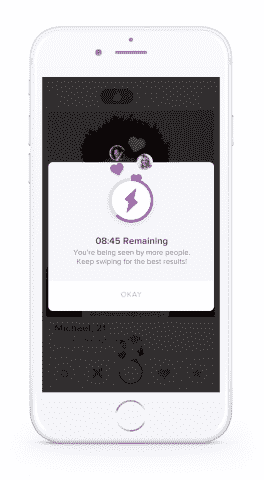 08:45 Remaining
You're being seen by more people.
Keep swiping for the best results!
OKAY
Michael, 21